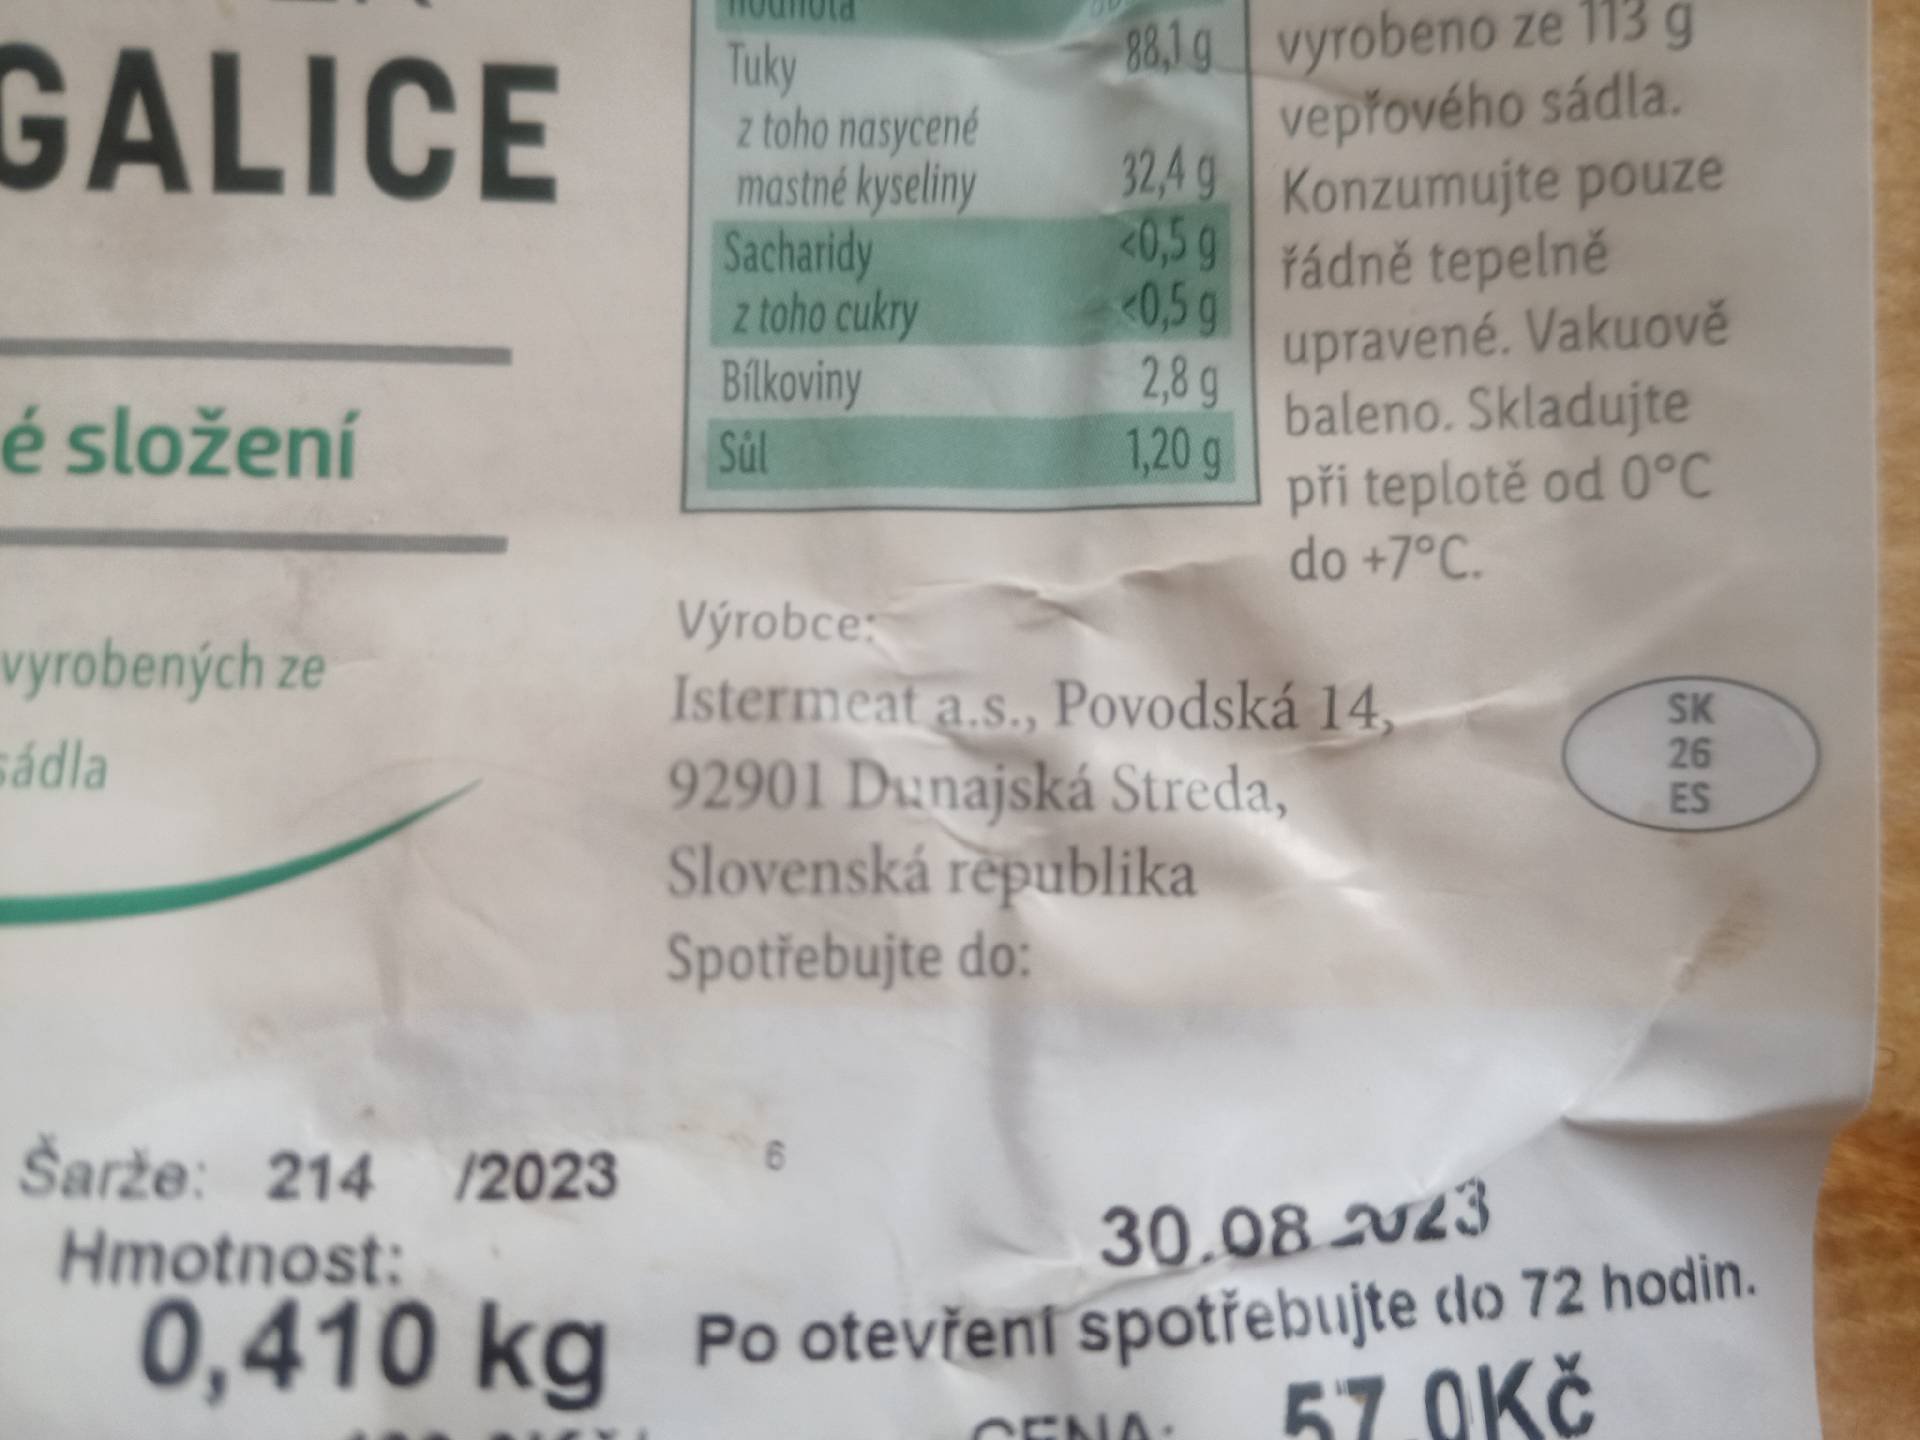 GALICE
é složení
vyrobených ze
sádla
hodnota
Tuky 88,1 g
z toho nasycené
mastné kyseliny 32,4 g
Sacharidy <0,5 g
z toho cukry <0,5 g
Bílkoviny 2,8 g
Sůl 1,20 g
vyrobeno ze 113 g
vepřového sádla.
Konzumujte pouze
řádně tepelně
upravené. Vakuově
baleno. Skladujte
při teplotě od 0°C
do +7°C.
Výrobce:
Istermeat a.s., Povodská 14,
92901 Dunajská Streda,
Slovenská republika
Spotřebujte do:
SK
26
ES
Šarže: 214 /2023
6
30.08 2023
Hmotnost:
0,410 kg
Po otevření spotřebujte do 72 hodin.
CENA: 57.0Kč